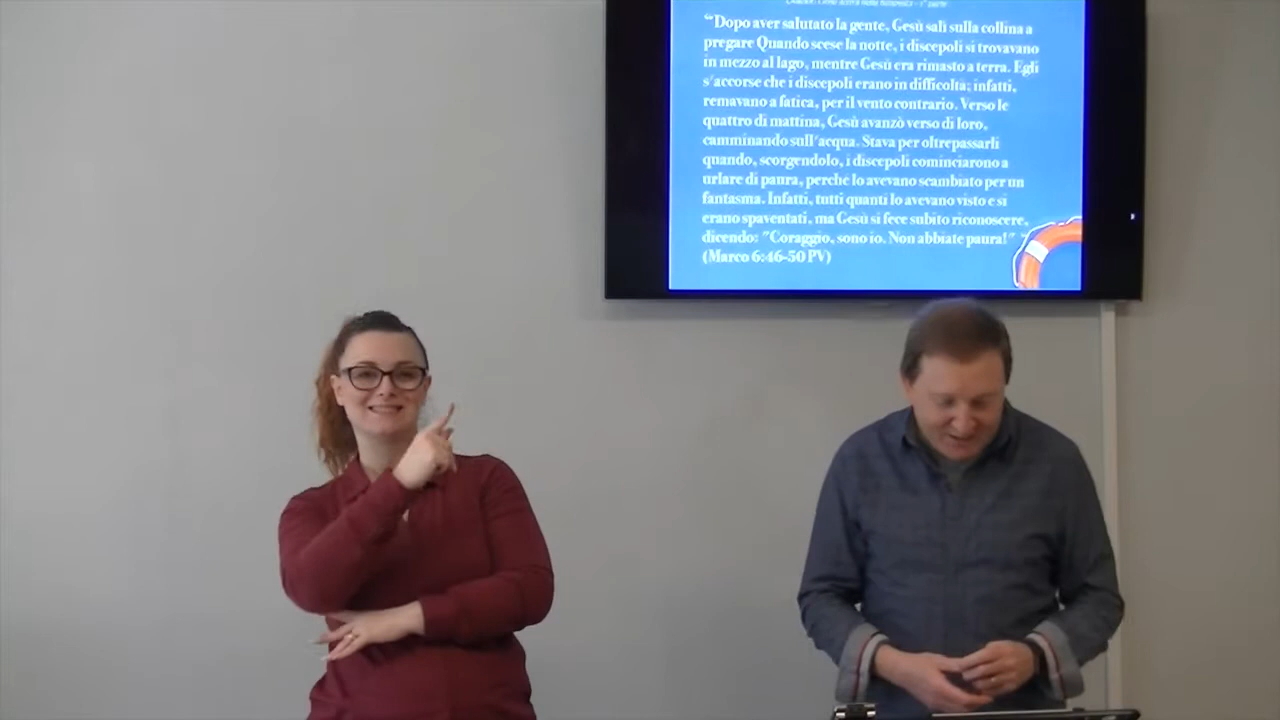 “Dopo aver salutato la gente, Gesù salì sulla collina a
pregare Quando scese la notte, i discepoli si trovavano
in mezzo al lago, mentre Gesù era rimasto a terra. Egli
s'accorse che i discepoli erano in difficoltà; infatti,
remavano a fatica, per il vento contrario. Verso le
quattro di mattina, Gesù avanzò verso di loro,
camminando sull'acqua. Stava per oltrepassarli
quando, scorgendolo, i discepoli cominciarono a
urlare di paura, perché lo avevano scambiato per un
fantasma. Infatti, tutti quanti lo avevano visto e si
erano spaventati, ma Gesù si fece subito riconoscere,
dicendo: "Coraggio, sono io. Non abbiate paura!"
(Marco 6:46-50 PV)